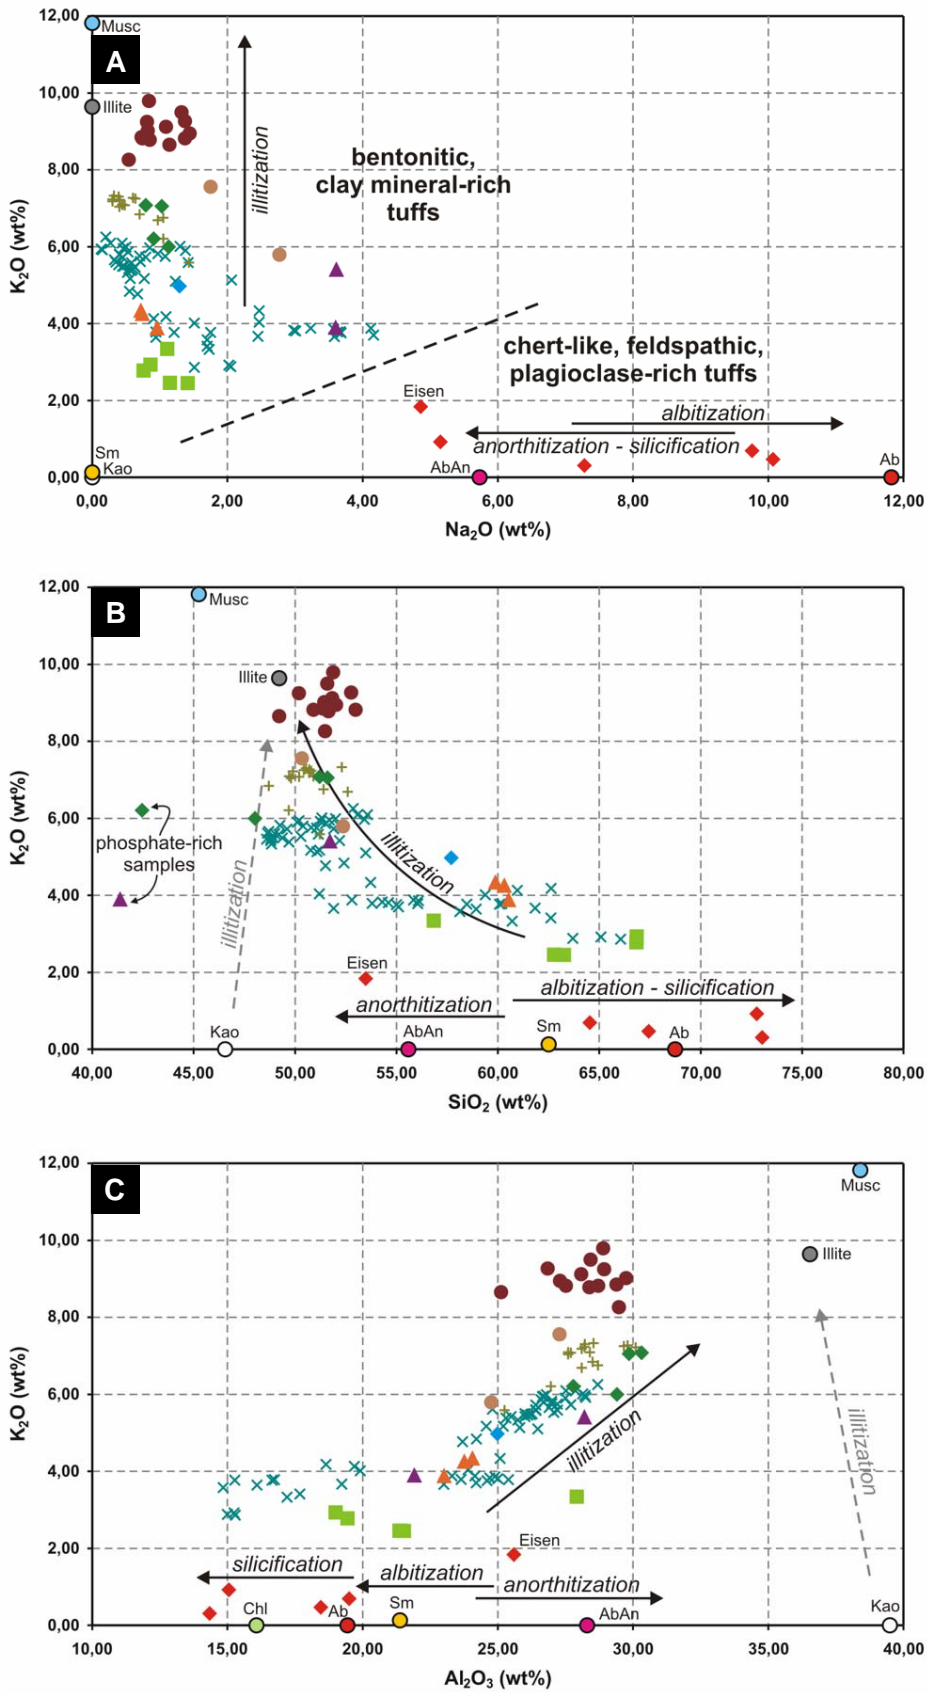 12,00
Musc
A
10,00
Illite
illitization
bentonitic,
clay mineral-rich
tuffs
8,00
6,00
K₂O (wt%)
4,00
chert-like, feldspathic,
plagioclase-rich tuffs
Eisen
2,00
albitization
anorthitization - silicification
Sm
Kao
AbAn
Ab
0,00
0,00 2,00 4,00 6,00 8,00 10,00 12,00
Na₂O (wt%)
12,00
B
Musc
10,00
Illite
8,00
6,00
K₂O (wt%)
phosphate-rich
samples
illitization
illitization
4,00
2,00
Eisen
albitization - silicification
anorthitization
Kao
AbAn
Sm
Ab
0,00
40,00 45,00 50,00 55,00 60,00 65,00 70,00 75,00 80,00
SiO₂ (wt%)
12,00
C
Musc
10,00
Illite
8,00
6,00
K₂O (wt%)
illitization
illitization
4,00
2,00
Eisen
silicification
albitization
anorthitization
Chl
Ab
Sm
AbAn
Kao
0,00
10,00 15,00 20,00 25,00 30,00 35,00 40,00
Al₂O₃ (wt%)